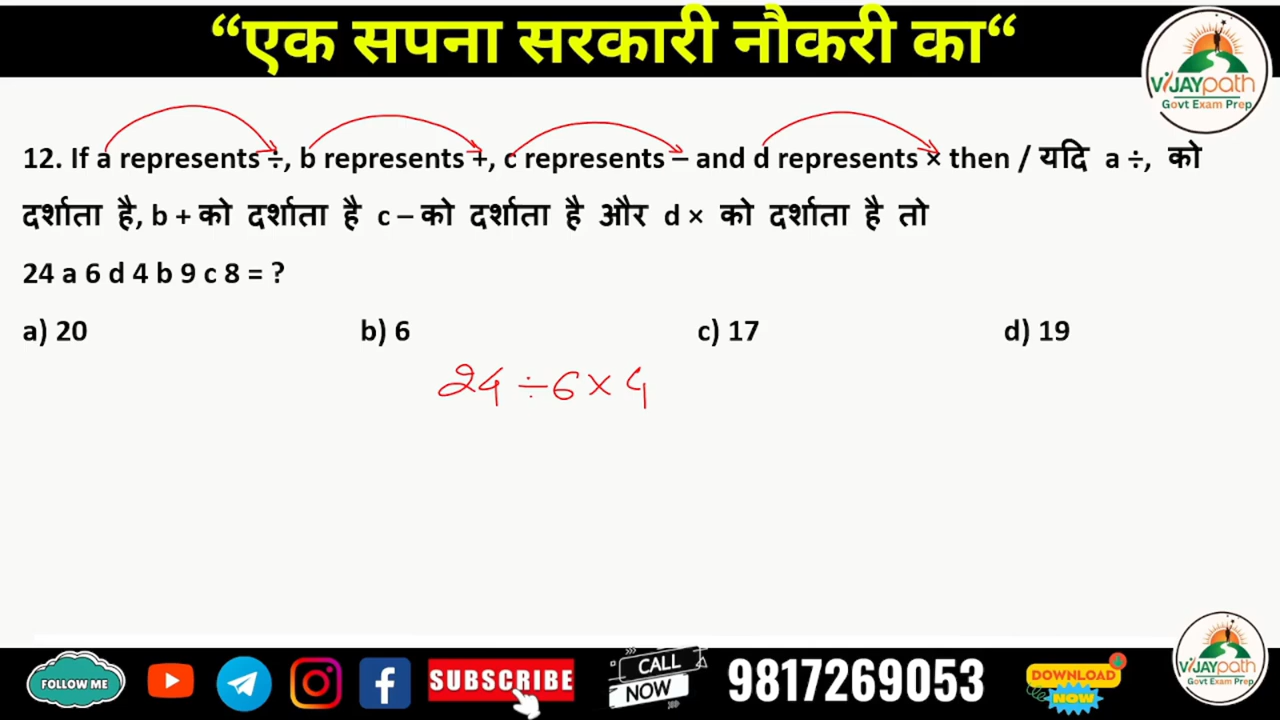 “एक सपना सरकारी नौकरी का“
VIJAYpath
Govt Exam Prep
12. If a represents ÷, b represents +, c represents – and d represents × then / यदि a ÷, को
दर्शाता है, b + को दर्शाता है c – को दर्शाता है और d × को दर्शाता है तो
24 a 6 d 4 b 9 c 8 = ?
a) 20 b) 6 c) 17 d) 19
24 ÷ 6 × 4
FOLLOW ME
SUBSCRIBE
CALL NOW
9817269053
DOWNLOAD NOW
VIJAYpath
Govt Exam Prep